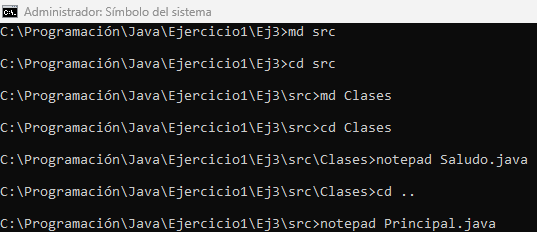 Administrador: Símbolo del sistema
C:\Programación\Java\Ejercicio1\Ej3>md src
C:\Programación\Java\Ejercicio1\Ej3>cd src
C:\Programación\Java\Ejercicio1\Ej3\src>md Clases
C:\Programación\Java\Ejercicio1\Ej3\src>cd Clases
C:\Programación\Java\Ejercicio1\Ej3\src\Clases>notepad Saludo.java
C:\Programación\Java\Ejercicio1\Ej3\src\Clases>cd ..
C:\Programación\Java\Ejercicio1\Ej3\src>notepad Principal.java